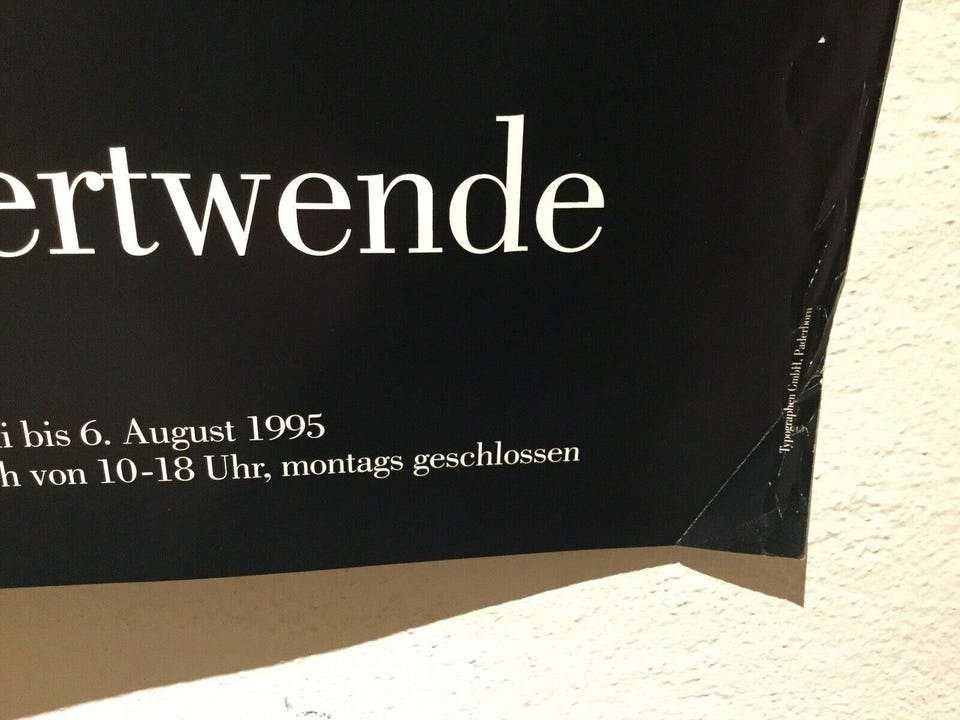 ertwende
i bis 6. August 1995
h von 10-18 Uhr, montags geschlossen
Typographen GmbH, Paderborn